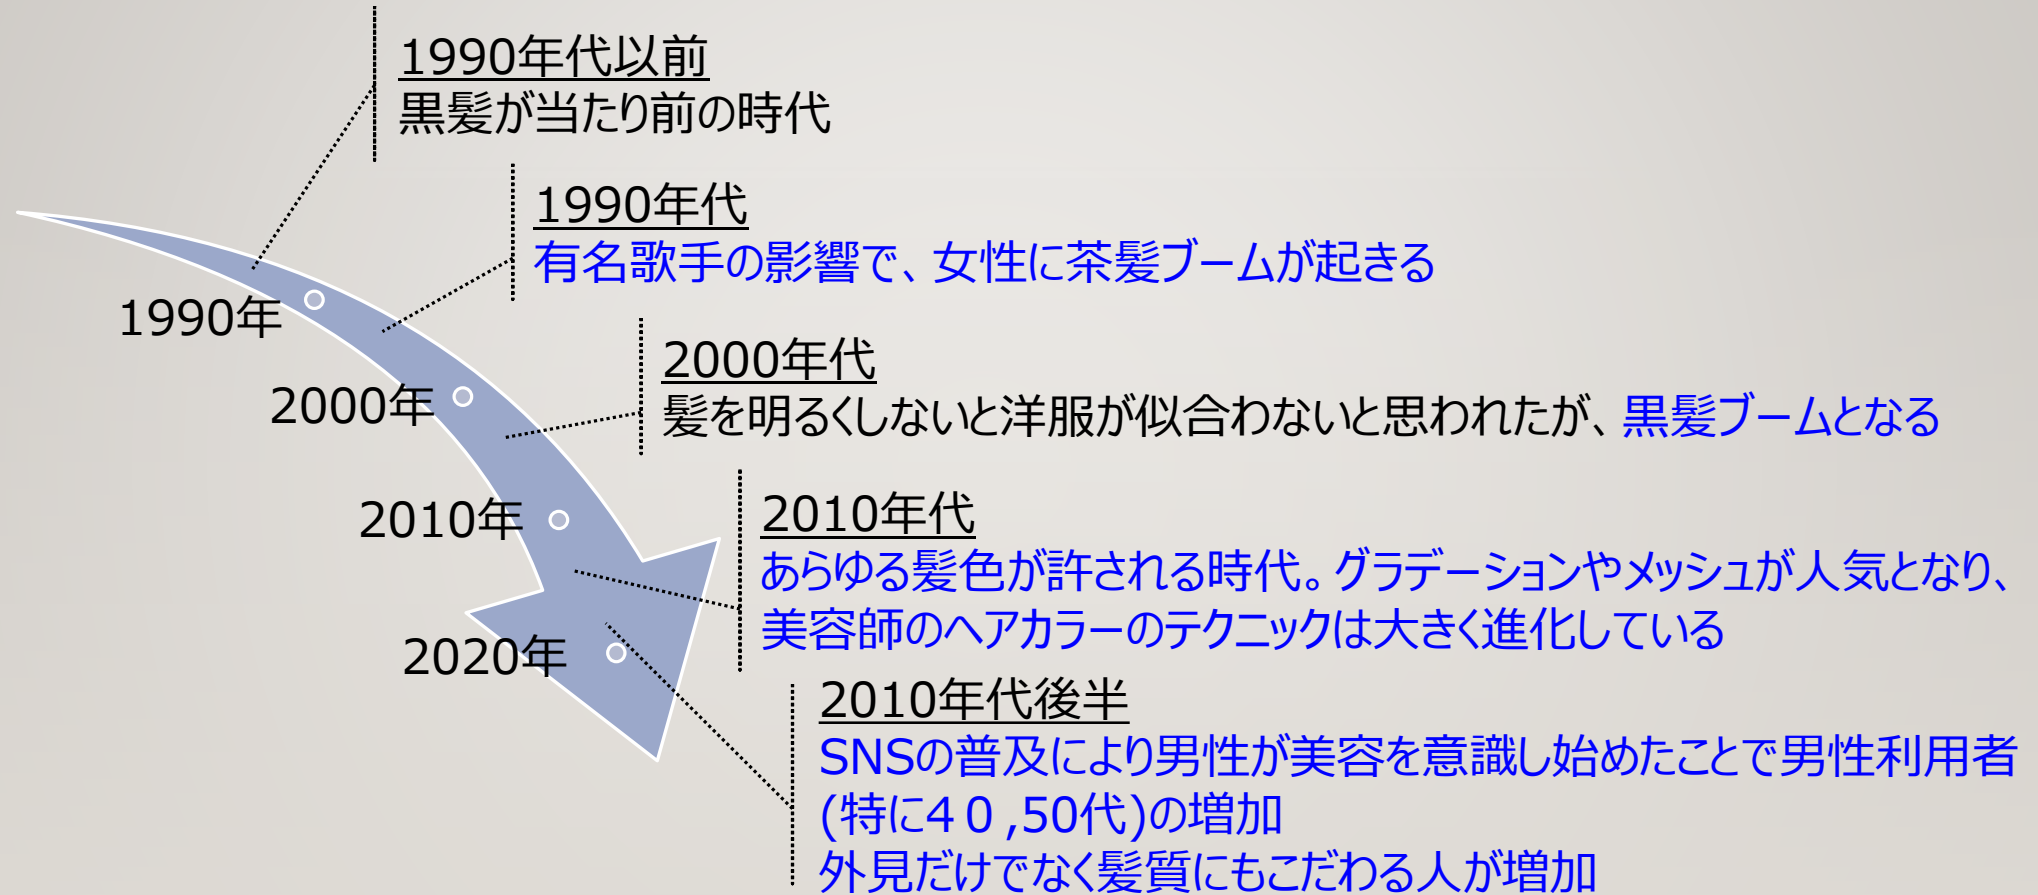 1990年代以前
黒髪が当たり前の時代
1990年代
有名歌手の影響で、女性に茶髪ブームが起きる
1990年
2000年代
髪を明るくしないと洋服が似合わないと思われたが、黒髪ブームとなる
2000年
2010年
2010年代
あらゆる髪色が許される時代。グラデーションやメッシュが人気となり、
美容師のヘアカラーのテクニックは大きく進化している
2020年
2010年代後半
SNSの普及により男性が美容を意識し始めたことで男性利用者
(特に4０,50代)の増加
外見だけでなく髪質にもこだわる人が増加